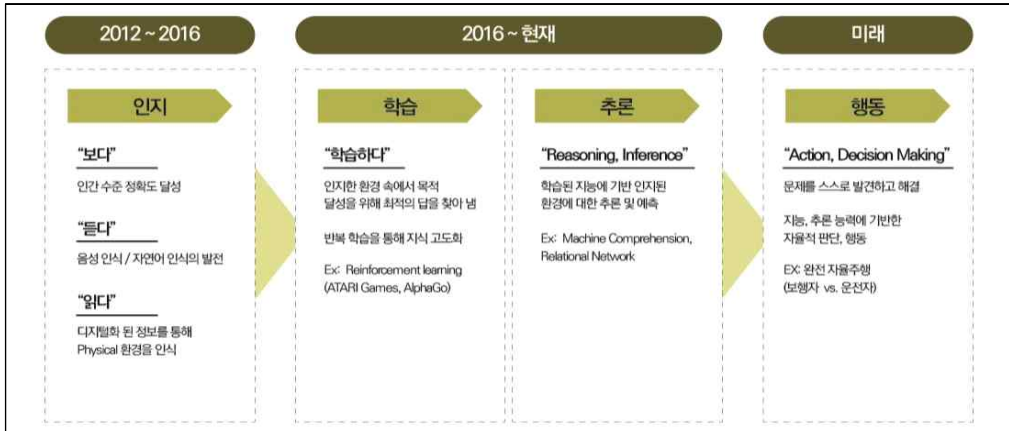 2012 ~ 2016
인지
“보다”
인간 수준 정확도 달성
“듣다”
음성 인식 / 자연어 인식의 발전
“읽다”
디지털화 된 정보를 통해
Physical 환경을 인식
2016 ~ 현재
학습
“학습하다”
인지한 환경 속에서 목적
달성을 위해 최적의 답을 찾아 냄
반복 학습을 통해 지식 고도화
Ex: Reinforcement learning
(ATARI Games, AlphaGo)
추론
“Reasoning, Inference”
학습된 지능에 기반 인지된
환경에 대한 추론 및 예측
Ex: Machine Comprehension,
Relational Network
미래
행동
“Action, Decision Making”
문제를 스스로 발견하고 해결
지능, 추론 능력에 기반한
자율적 판단, 행동
EX: 완전 자율주행
(보행자 vs. 운전자)